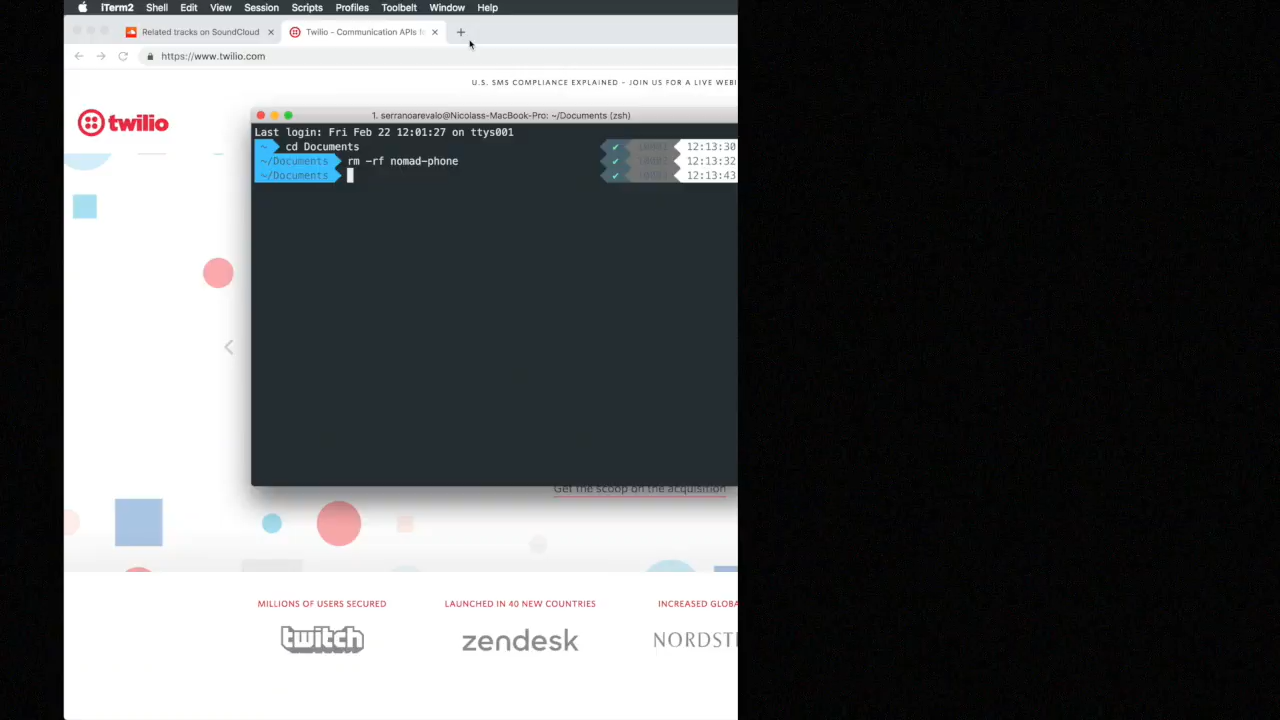 iTerm2 Shell Edit View Session Scripts Profiles Toolbelt Window Help
Related tracks on SoundCloud
Twilio - Communication APIs
https://www.twilio.com
U.S. SMS COMPLIANCE EXPLAINED – JOIN US FOR A LIVE WEBI
twilio
1. serranoarevalo@Nicolass-MacBook-Pro: ~/Documents (zsh)
Last login: Fri Feb 22 12:01:27 on ttys001
~ cd Documents ✓ 12:13:30
~/Documents rm -rf nomad-phone ✓ 12:13:32
~/Documents ✓ 12:13:43
Get the scoop on the acquisition
MILLIONS OF USERS SECURED
LAUNCHED IN 40 NEW COUNTRIES
INCREASED GLOBA
twitch
zendesk
NORDST